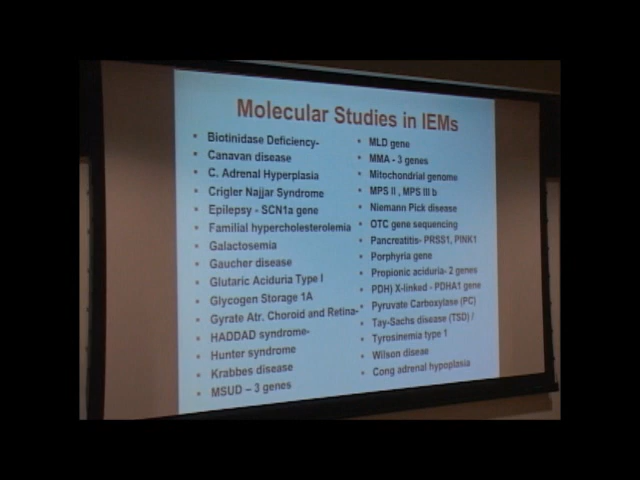 Molecular Studies in IEMs
Biotinidase Deficiency-
Canavan disease
C. Adrenal Hyperplasia
Crigler Najjar Syndrome
Epilepsy - SCN1a gene
Familial hypercholesterolemia
Galactosemia
Gaucher disease
Glutaric Aciduria Type I
Glycogen Storage 1A
Gyrate Atr. Choroid and Retina-
HADDAD syndrome-
Hunter syndrome
Krabbes disease
MSUD – 3 genes
MLD gene
MMA - 3 genes
Mitochondrial genome
MPS II , MPS III b
Niemann Pick disease
OTC gene sequencing
Pancreatitis- PRSS1, PINK1
Porphyria gene
Propionic aciduria- 2 genes
PDH) X-linked - PDHA1 gene
Pyruvate Carboxylase (PC)
Tay-Sachs disease (TSD) /
Tyrosinemia type 1
Wilson diseae
Cong adrenal hypoplasia